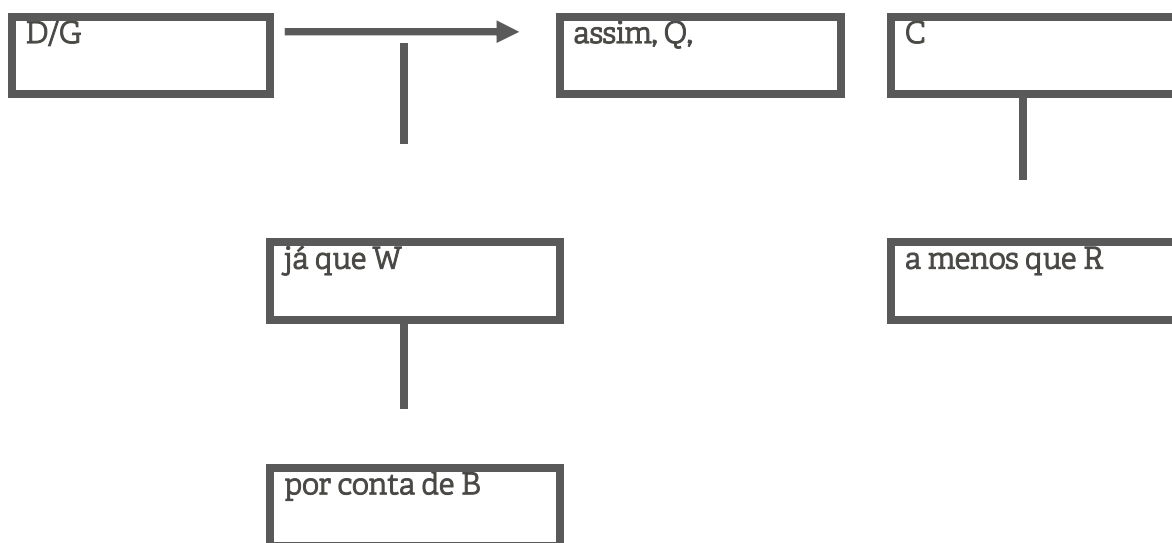 D/G
assim, Q,
C
já que W
a menos que R
por conta de B